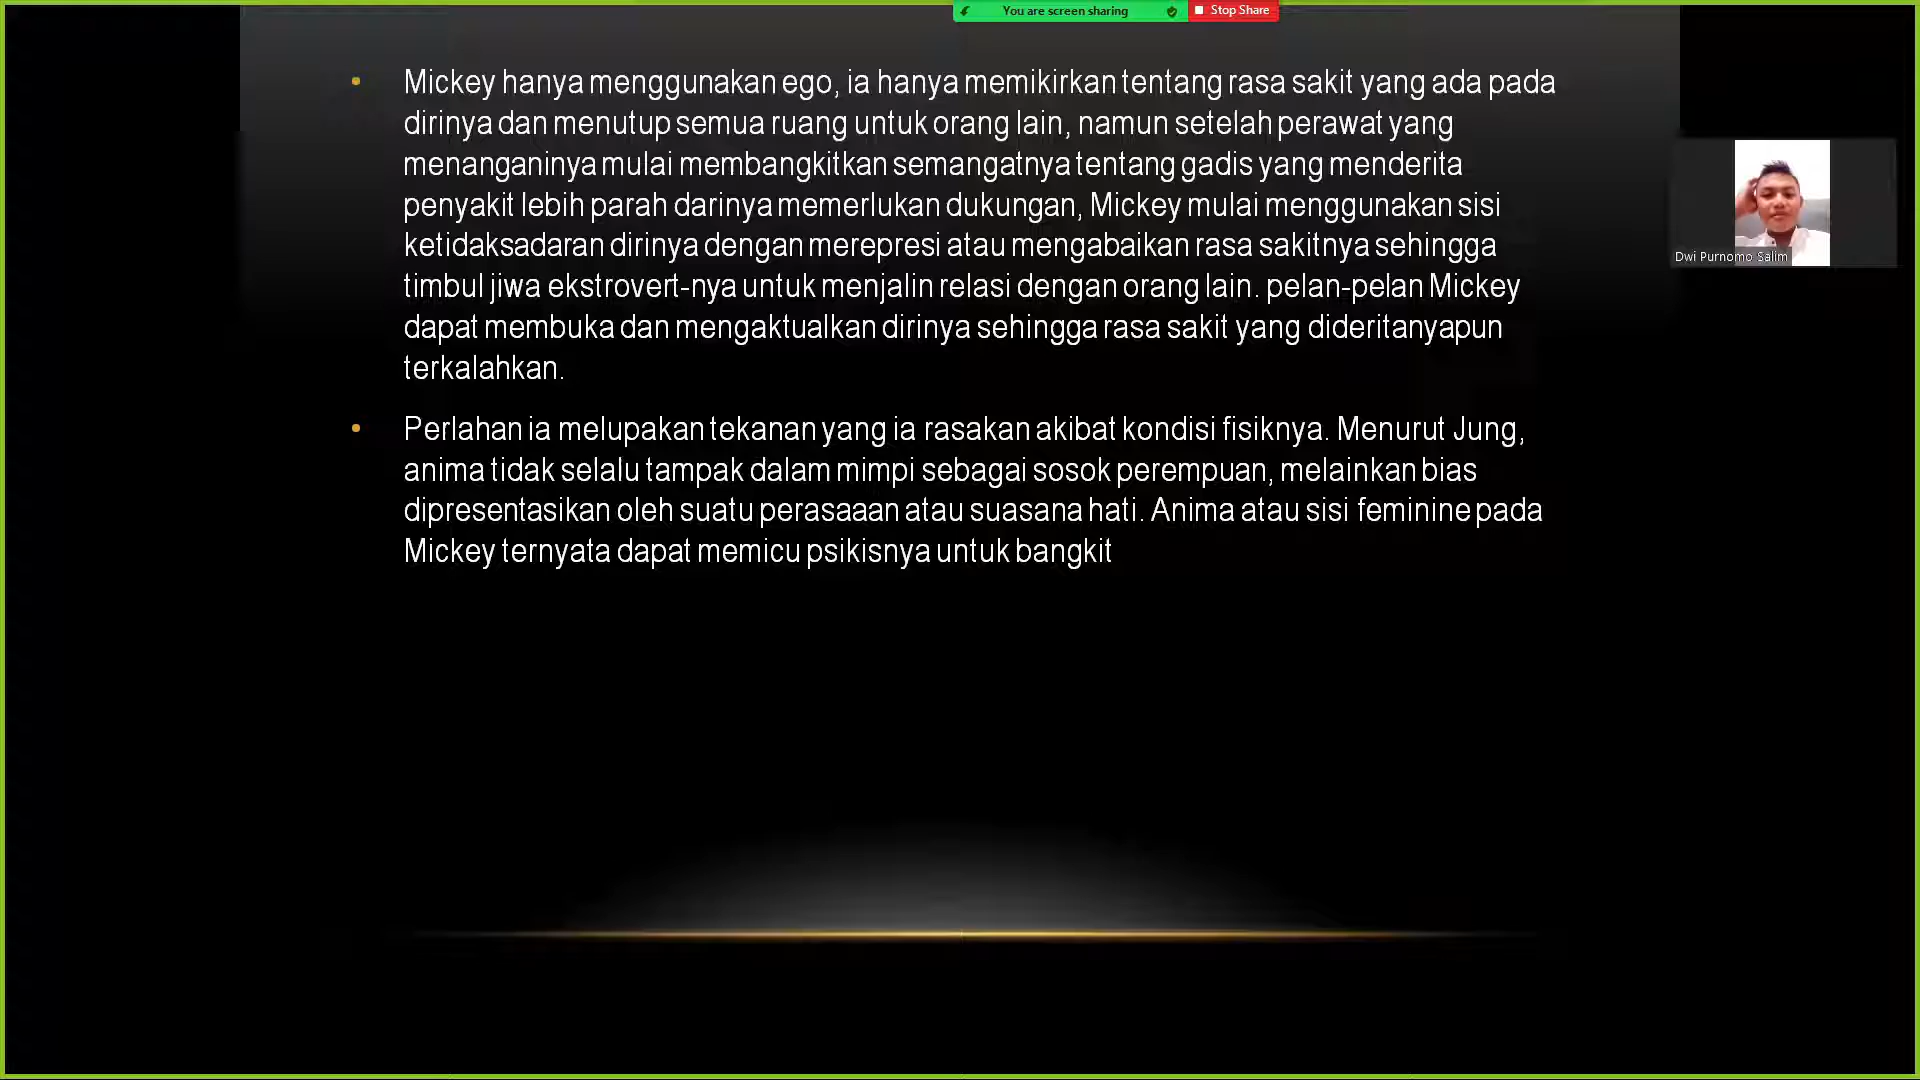 You are screen sharing
Stop Share
Mickey hanya menggunakan ego, ia hanya memikirkan tentang rasa sakit yang ada pada
dirinya dan menutup semua ruang untuk orang lain, namun setelah perawat yang
menanganinya mulai membangkitkan semangatnya tentang gadis yang menderita
penyakit lebih parah darinya memerlukan dukungan, Mickey mulai menggunakan sisi
ketidaksadaran dirinya dengan merepresi atau mengabaikan rasa sakitnya sehingga
timbul jiwa ekstrovert-nya untuk menjalin relasi dengan orang lain. pelan-pelan Mickey
dapat membuka dan mengaktualkan dirinya sehingga rasa sakit yang dideritanyapun
terkalahkan.
Perlahan ia melupakan tekanan yang ia rasakan akibat kondisi fisiknya. Menurut Jung,
anima tidak selalu tampak dalam mimpi sebagai sosok perempuan, melainkan bias
dipresentasikan oleh suatu perasaaan atau suasana hati. Anima atau sisi feminine pada
Mickey ternyata dapat memicu psikisnya untuk bangkit
Dwi Purnomo Salim